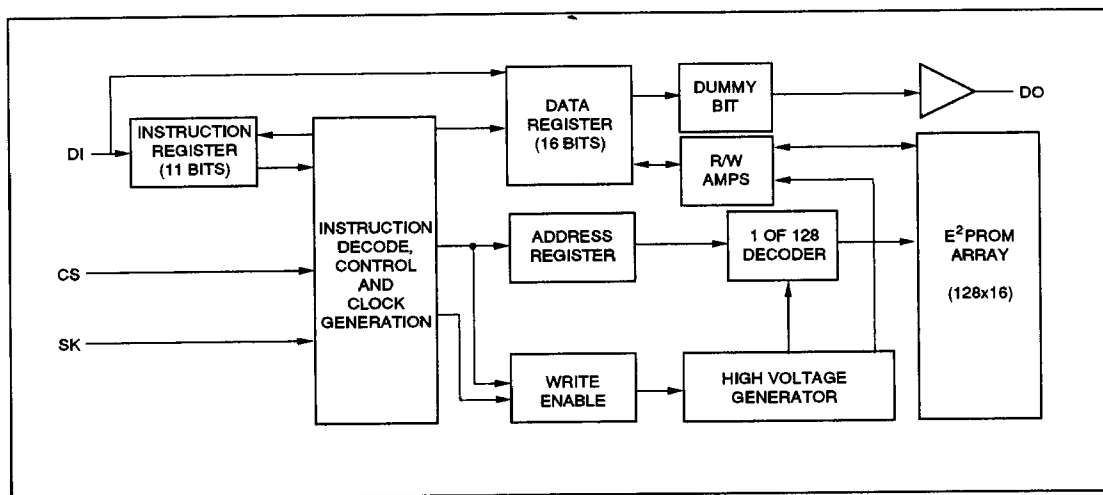 DI
INSTRUCTION
REGISTER
(11 BITS)
CS
SK
INSTRUCTION
DECODE,
CONTROL
AND
CLOCK
GENERATION
DATA
REGISTER
(16 BITS)
DUMMY
BIT
DO
R/W
AMPS
ADDRESS
REGISTER
1 OF 128
DECODER
E²PROM
ARRAY
(128x16)
WRITE
ENABLE
HIGH VOLTAGE
GENERATOR